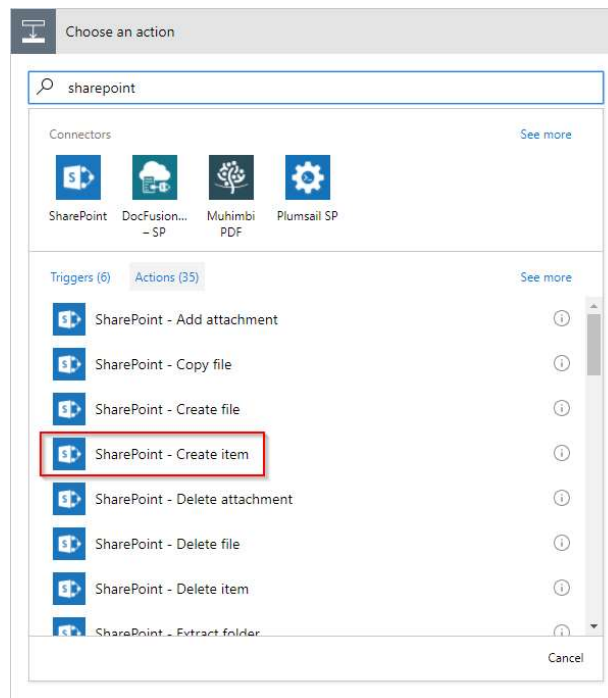 Choose an action
sharepoint
Connectors See more
SharePoint DocFusion... Muhimbi Plumsail SP
– SP PDF
Triggers (6) Actions (35) See more
SharePoint - Add attachment
SharePoint - Copy file
SharePoint - Create file
SharePoint - Create item
SharePoint - Delete attachment
SharePoint - Delete file
SharePoint - Delete item
SharePoint - Extract folder
Cancel